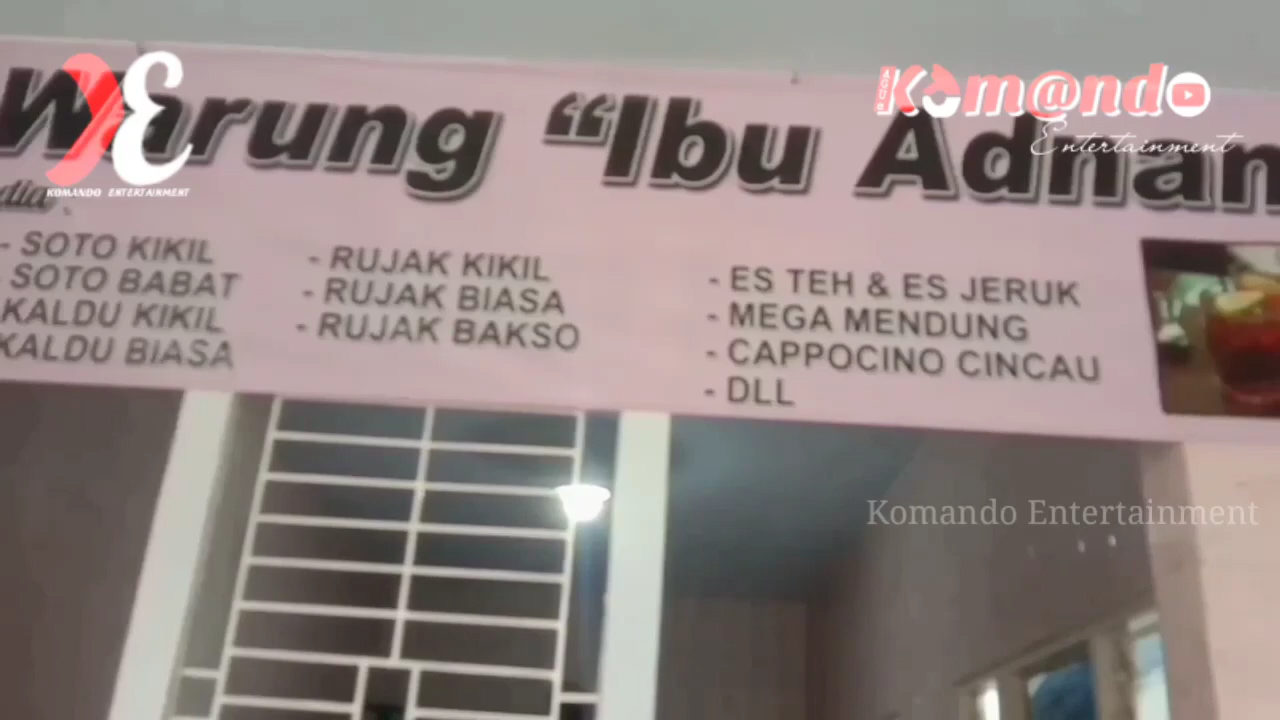 Warung "Ibu Adnan
- SOTO KIKIL
- SOTO BABAT
KALDU KIKIL
KALDU BIASA
- RUJAK KIKIL
- RUJAK BIASA
- RUJAK BAKSO
- ES TEH & ES JERUK
- MEGA MENDUNG
- CAPPOCINO CINCAU
- DLL
KOMANDO ENTERTAINMENT
Kom@ndo
Entertainment
Komando Entertainment